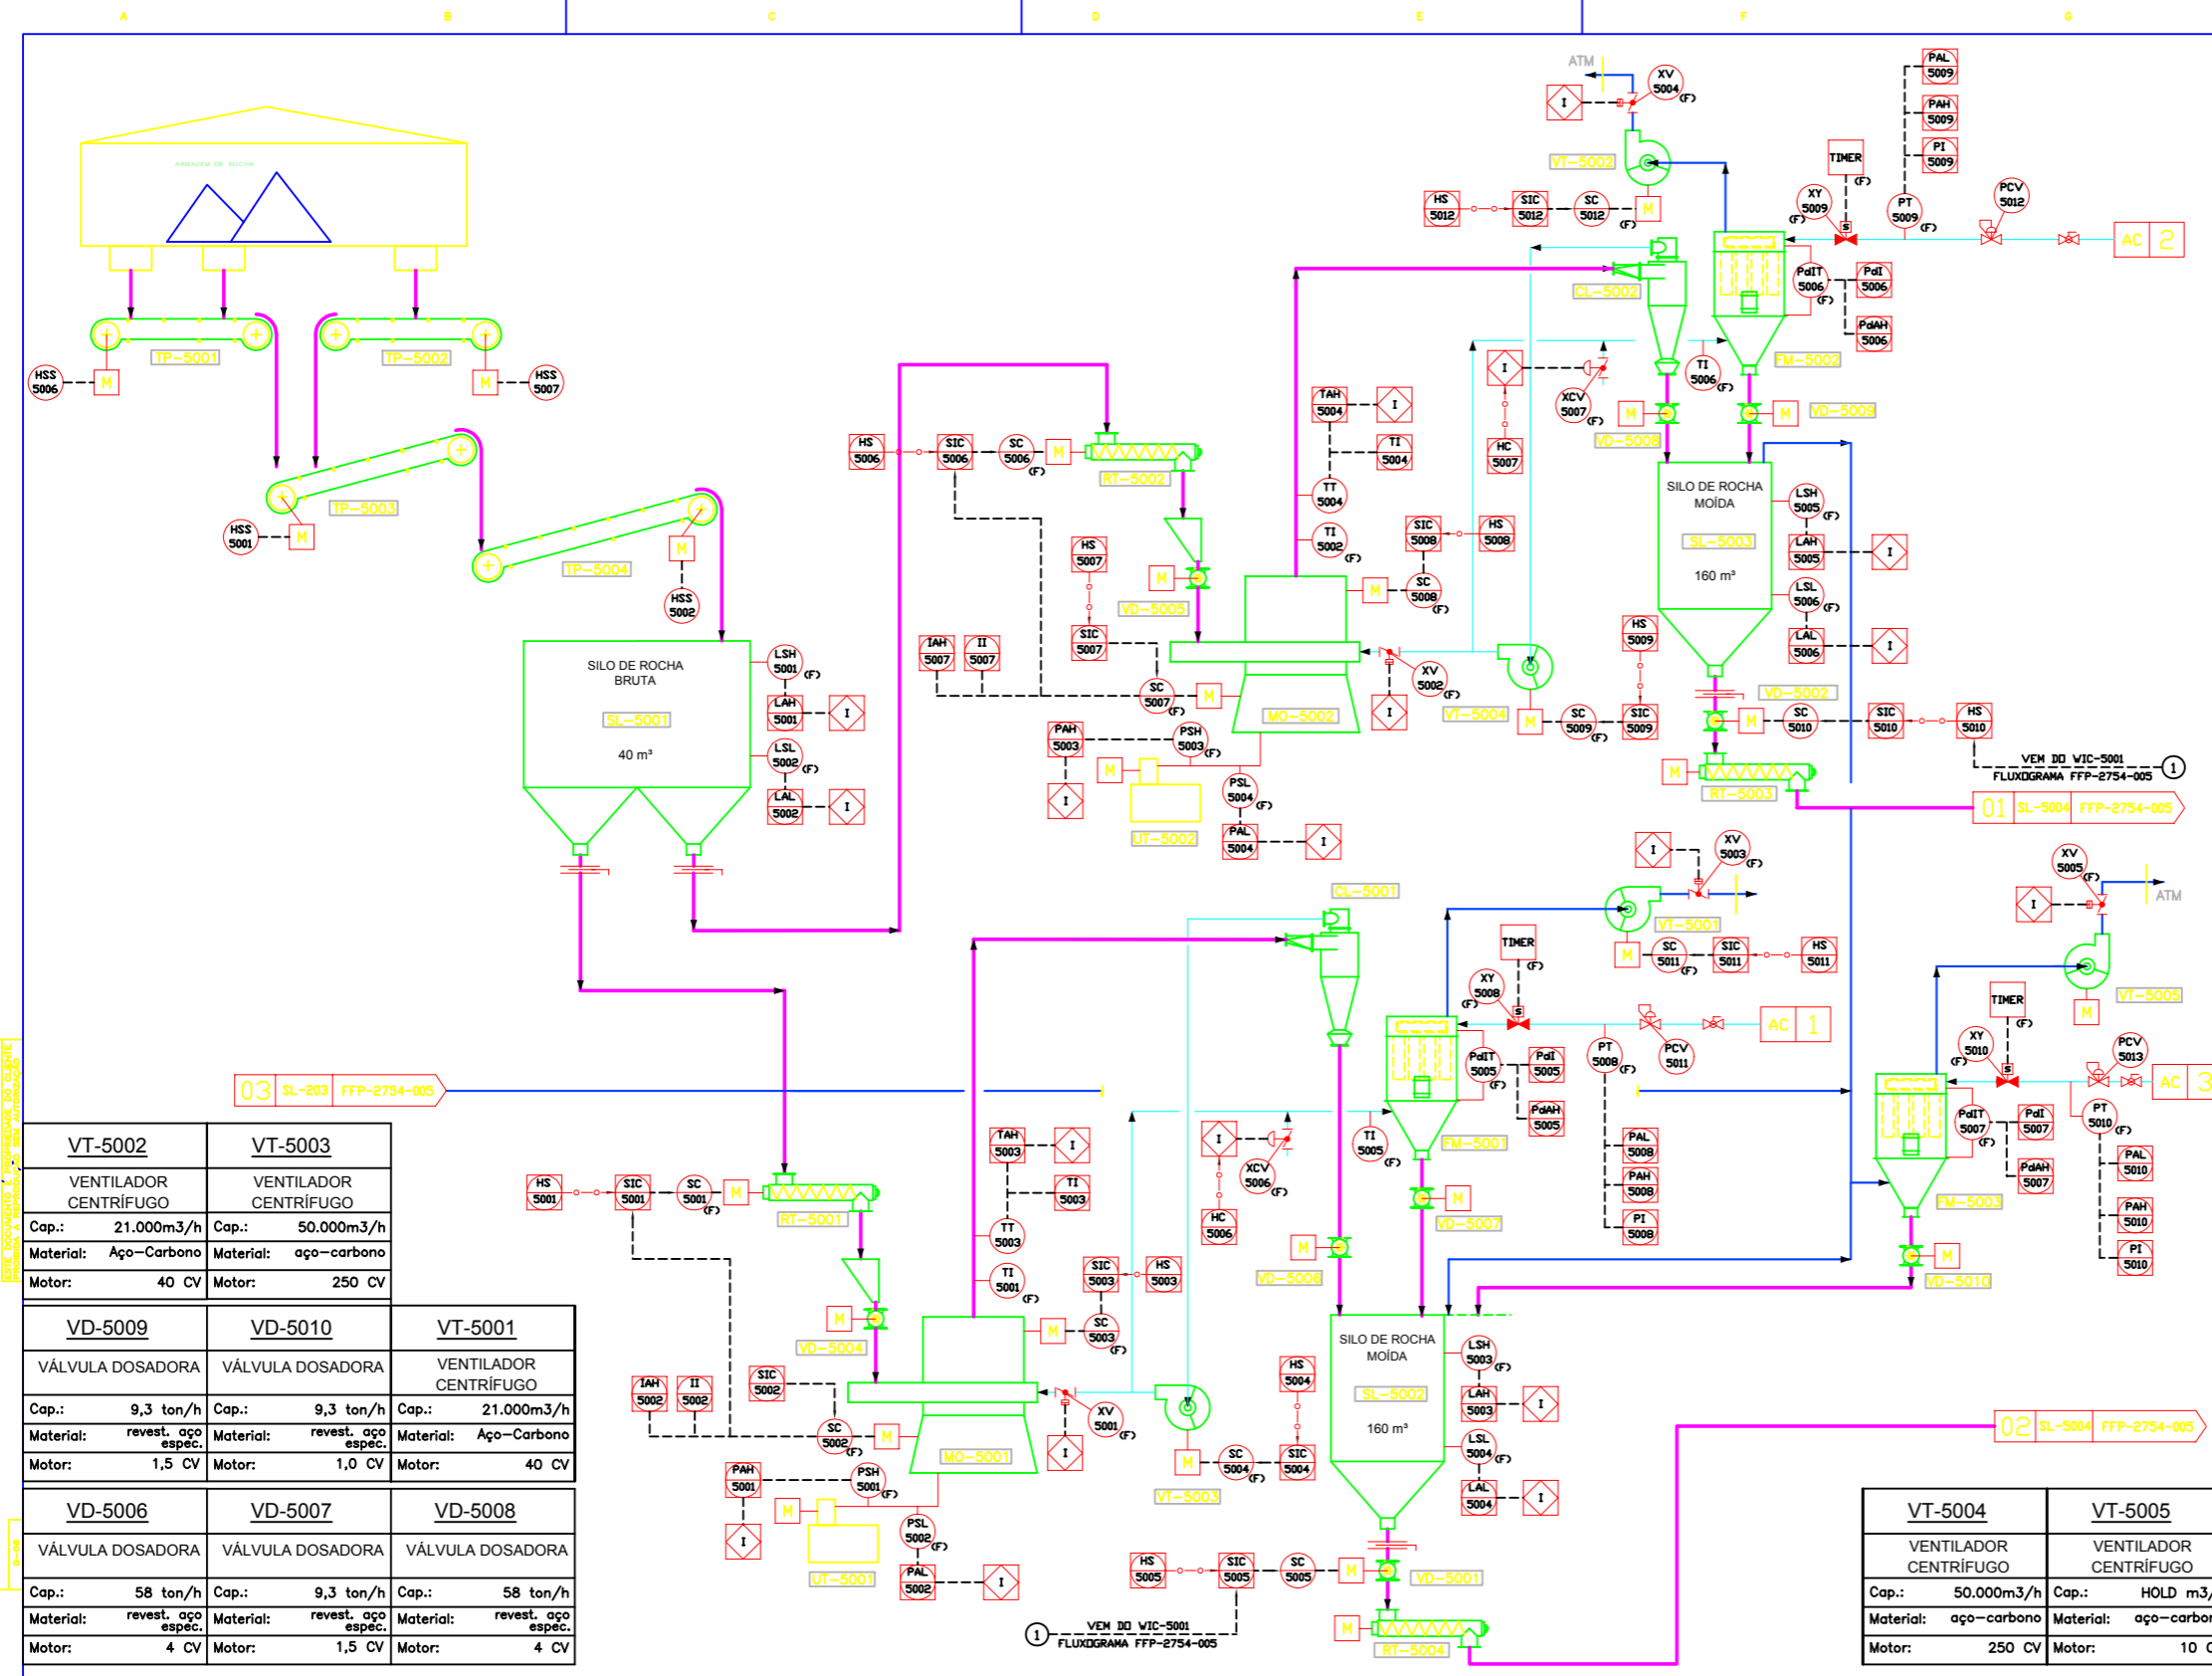 A
B
C
D
E
F
G
ARMAZEM DE ROCHA
TP-5001
TP-5002
HSS
5006
M
M
HSS
5007
TP-5003
HSS
5001
M
TP-5004
M
HSS
5002
SILO DE ROCHA
BRUTA
SL-5001
40 m³
LSH
5001
(F)
LAH
5001
I
LSL
5002
(F)
LAL
5002
I
ATM
XV
5004
(F)
I
VT-5002
HS
5012
SIC
5012
SC
5012
(F)
M
PAL
5009
PAH
5009
PI
5009
TIMER
(F)
XY
5009
(F)
PT
5009
(F)
PCV
5012
AC 2
CL-5002
PdIT
5006
(F)
PdI
5006
PdAH
5006
FM-5002
TI
5006
(F)
I
XCV
5007
(F)
HC
5007
M
VD-5008
M
VD-5009
HS
5006
SIC
5006
SC
5006
(F)
M
RT-5002
TAH
5004
I
TI
5004
TT
5004
TI
5002
(F)
HS
5007
M
VD-5005
SIC
5007
SIC
5008
HS
5008
M
SC
5008
(F)
IAH
5007
II
5007
SC
5007
(F)
M
MO-5002
XV
5002
(F)
I
VT-5004
M
SC
5009
(F)
SIC
5009
HS
5009
PAH
5003
PSH
5003
(F)
I
M
UT-5002
PSL
5004
(F)
PAL
5004
I
SILO DE ROCHA
MOÍDA
SL-5003
160 m³
LSH
5005
(F)
LAH
5005
I
LSL
5006
(F)
LAL
5006
I
VD-5002
M
SC
5010
SIC
5010
HS
5010
VEM DO WIC-5001
FLUXOGRAMA FFP-2754-005
1
M
RT-5003
01 SL-5004 FFP-2754-005
CL-5001
I
XV
5003
(F)
VT-5001
M
SC
5011
(F)
SIC
5011
HS
5011
XV
5005
(F)
I
ATM
VT-5005
M
TIMER
(F)
XY
5008
(F)
PT
5008
(F)
PCV
5011
AC 1
PdIT
5005
(F)
PdI
5005
PdAH
5005
FM-5001
PAL
5008
PAH
5008
PI
5008
TIMER
(F)
XY
5010
(F)
PCV
5013
AC 3
PdIT
5007
(F)
PdI
5007
PdAH
5007
PT
5010
(F)
PAL
5010
PAH
5010
PI
5010
FM-5003
M
VD-5010
03 SL-203 FFP-2754-005
HS
5001
SIC
5001
SC
5001
(F)
M
RT-5001
TAH
5003
I
TI
5003
TT
5003
TI
5001
(F)
I
XCV
5006
(F)
HC
5006
TI
5005
(F)
M
VD-5006
M
VD-5007
M
VD-5004
SIC
5003
HS
5003
M
SC
5003
(F)
IAH
5002
II
5002
SIC
5002
SC
5002
(F)
M
MO-5001
XV
5001
(F)
I
VT-5003
M
SC
5004
(F)
SIC
5004
HS
5004
PAH
5001
PSH
5001
(F)
I
M
UT-5001
PSL
5002
(F)
PAL
5002
I
SILO DE ROCHA
MOÍDA
SL-5002
160 m³
LSH
5003
(F)
LAH
5003
I
LSL
5004
(F)
LAL
5004
I
HS
5005
SIC
5005
SC
5005
M
VD-5001
1
VEM DO WIC-5001
FLUXOGRAMA FFP-2754-005
M
RT-5004
02 SL-5004 FFP-2754-005
ESTE DOCUMENTO É PROPRIEDADE DO CLIENTE
PROIBIDA A REPRODUÇÃO SEM AUTORIZAÇÃO
VT-5002 VT-5003
VENTILADOR CENTRÍFUGO VENTILADOR CENTRÍFUGO
Cap.: 21.000m3/h Cap.: 50.000m3/h
Material: Aço-Carbono Material: aço-carbono
Motor: 40 CV Motor: 250 CV
VD-5009 VD-5010 VT-5001
VÁLVULA DOSADORA VÁLVULA DOSADORA VENTILADOR CENTRÍFUGO
Cap.: 9,3 ton/h Cap.: 9,3 ton/h Cap.: 21.000m3/h
Material: revest. aço espec. Material: revest. aço espec. Material: Aço-Carbono
Motor: 1,5 CV Motor: 1,0 CV Motor: 40 CV
VD-5006 VD-5007 VD-5008
VÁLVULA DOSADORA VÁLVULA DOSADORA VÁLVULA DOSADORA
Cap.: 58 ton/h Cap.: 9,3 ton/h Cap.: 58 ton/h
Material: revest. aço espec. Material: revest. aço espec. Material: revest. aço espec.
Motor: 4 CV Motor: 1,5 CV Motor: 4 CV
VT-5004 VT-5005
VENTILADOR CENTRÍFUGO VENTILADOR CENTRÍFUGO
Cap.: 50.000m3/h Cap.: HOLD m3/
Material: aço-carbono Material: aço-carbon
Motor: 250 CV Motor: 10 C